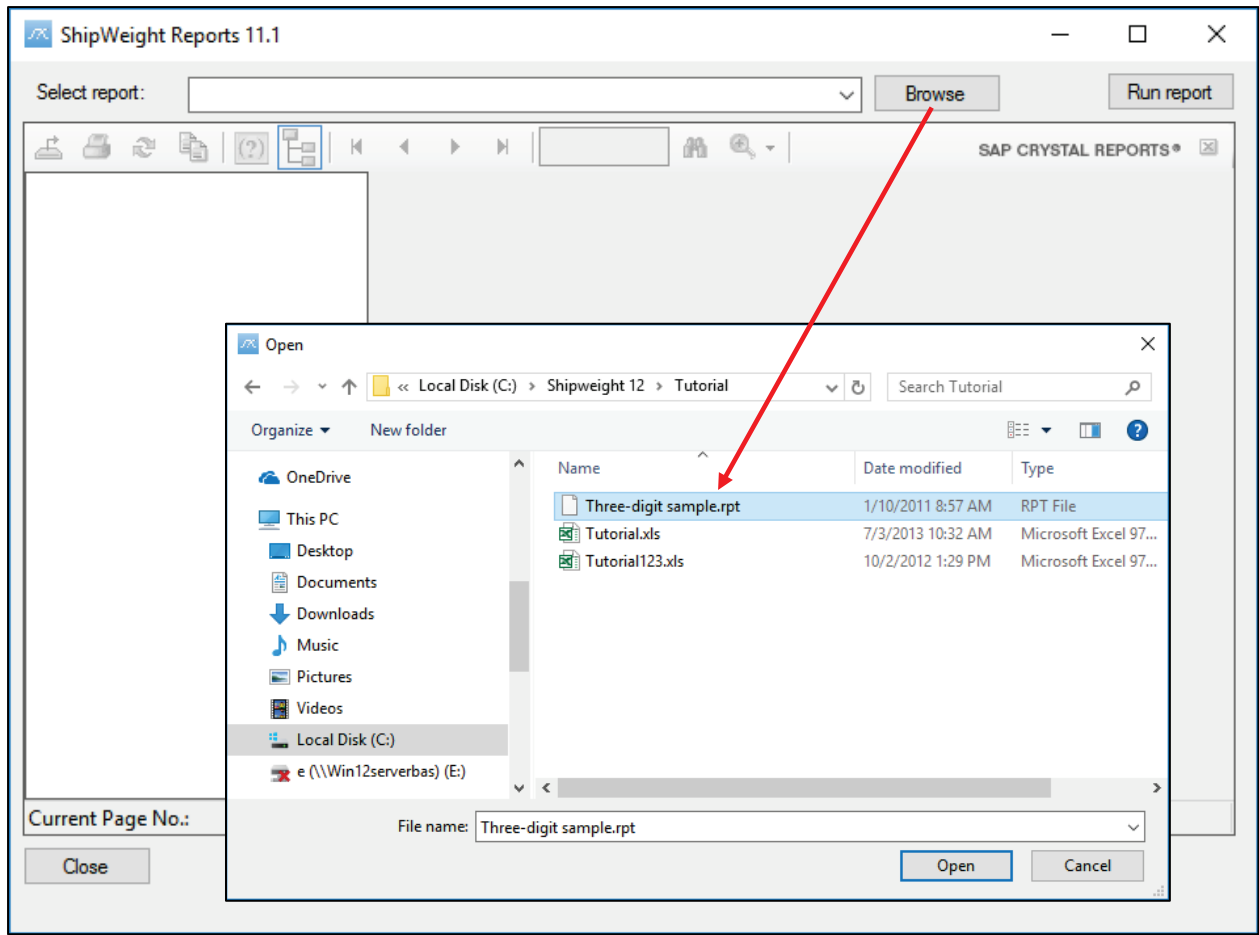 ShipWeight Reports 11.1
Select report:
Browse
Run report
(?)
SAP CRYSTAL REPORTS®
Open
« Local Disk (C:) › Shipweight 12 › Tutorial
Search Tutorial
Organize
New folder
?
OneDrive
This PC
Desktop
Documents
Downloads
Music
Pictures
Videos
Local Disk (C:)
e (\\Win12serverbas) (E:)
Name Date modified Type
Three-digit sample.rpt 1/10/2011 8:57 AM RPT File
Tutorial.xls 7/3/2013 10:32 AM Microsoft Excel 97...
Tutorial123.xls 10/2/2012 1:29 PM Microsoft Excel 97...
Current Page No.:
File name: Three-digit sample.rpt
Close
Open
Cancel